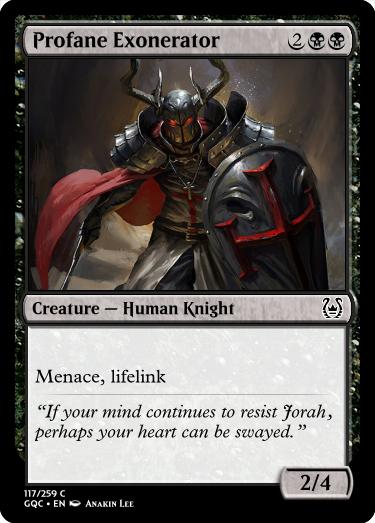 Profane Exonerator 2
Creature — Human Knight
Menace, lifelink
“If your mind continues to resist Jorah,
perhaps your heart can be swayed.”
2/4
117/259 C
GQC • EN Anakin Lee